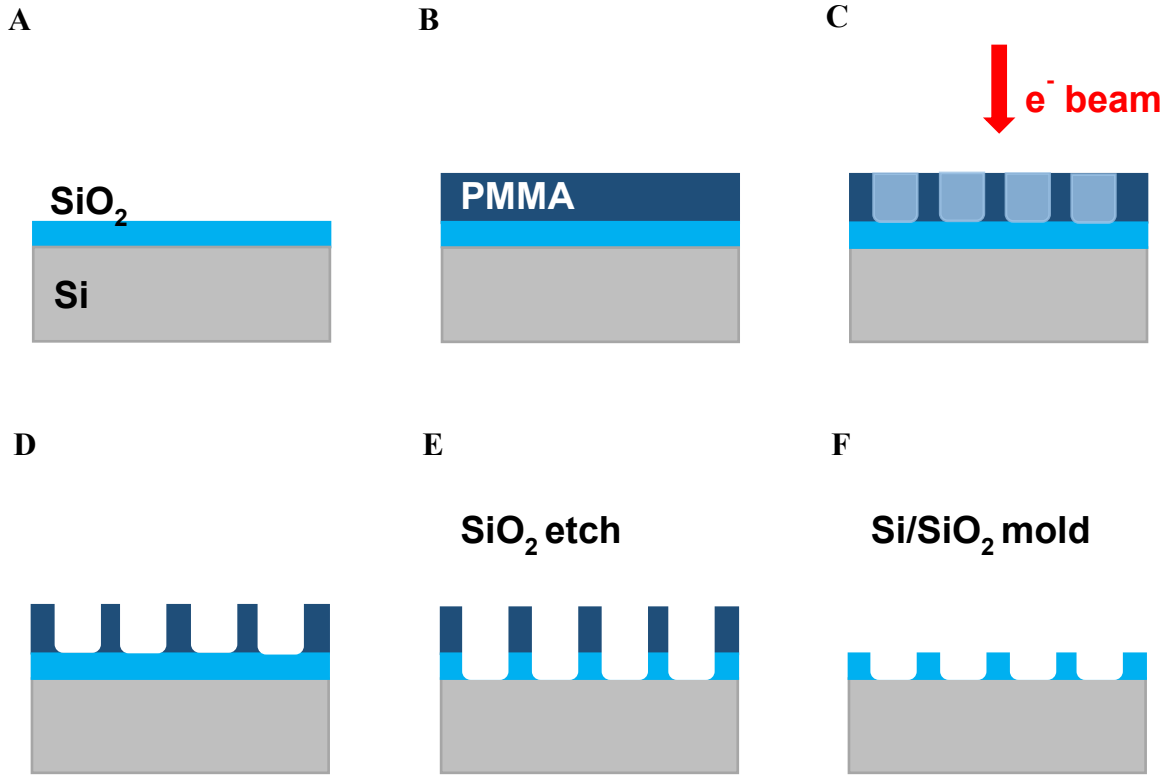 A
B
C
e⁻ beam
SiO₂
Si
PMMA
D
E
F
SiO₂ etch
Si/SiO₂ mold